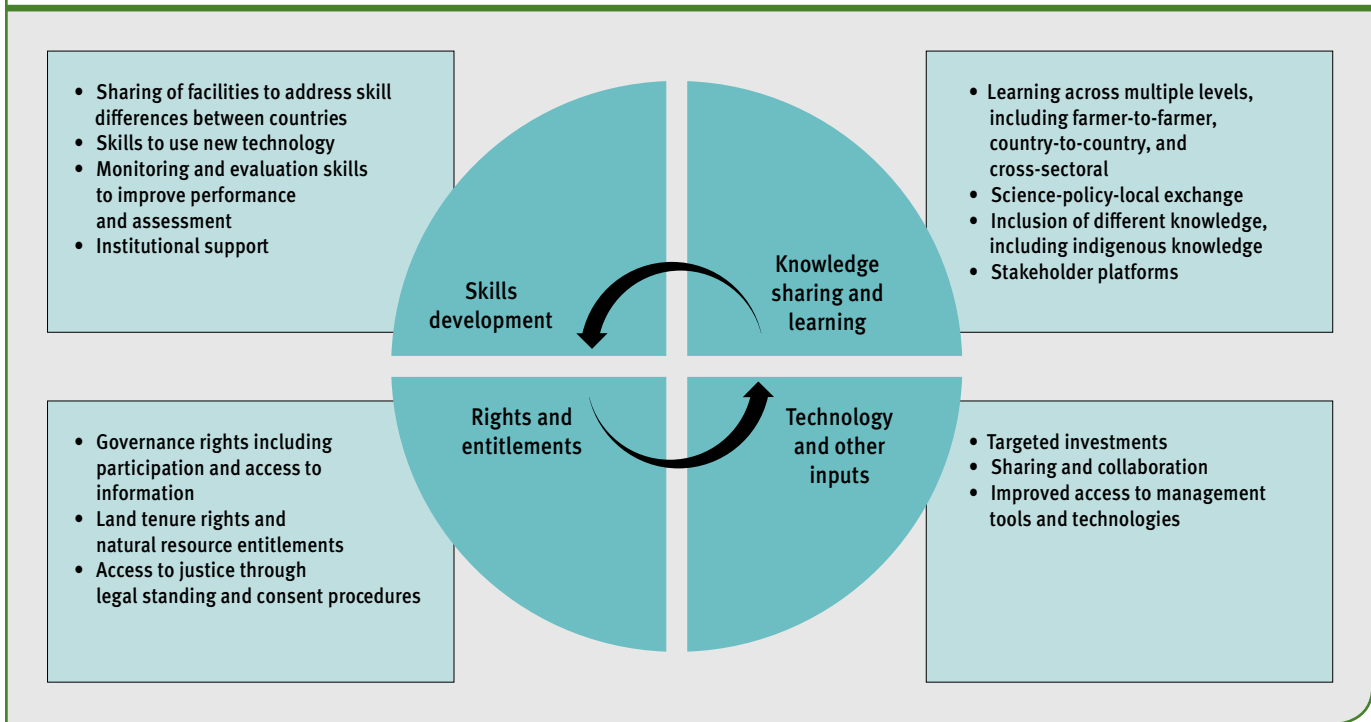 • Sharing of facilities to address skill
differences between countries
• Skills to use new technology
• Monitoring and evaluation skills
to improve performance
and assessment
• Institutional support
• Learning across multiple levels,
including farmer-to-farmer,
country-to-country, and
cross-sectoral
• Science-policy-local exchange
• Inclusion of different knowledge,
including indigenous knowledge
• Stakeholder platforms
Skills
development
Knowledge
sharing and
learning
Rights and
entitlements
Technology
and other
inputs
• Governance rights including
participation and access to
information
• Land tenure rights and
natural resource entitlements
• Access to justice through
legal standing and consent procedures
• Targeted investments
• Sharing and collaboration
• Improved access to management
tools and technologies